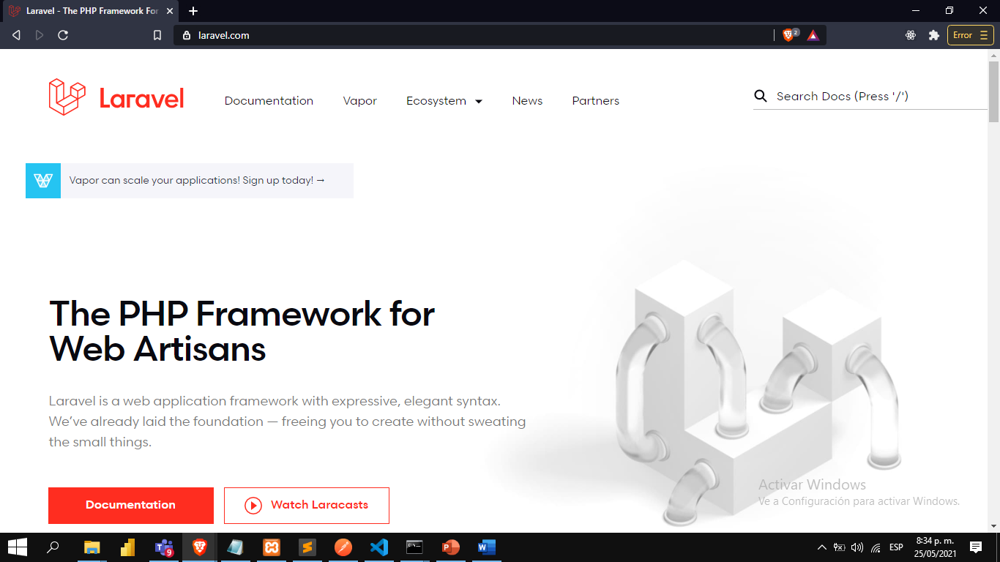 Laravel - The PHP Framework For
laravel.com
2
Error
Laravel
Documentation
Vapor
Ecosystem
News
Partners
Search Docs (Press '/')
Vapor can scale your applications! Sign up today! →
The PHP Framework for
Web Artisans
Laravel is a web application framework with expressive, elegant syntax.
We’ve already laid the foundation — freeing you to create without sweating
the small things.
Documentation
Watch Laracasts
Activar Windows
Ve a Configuración para activar Windows.
9
ESP
8:34 p. m.
25/05/2021